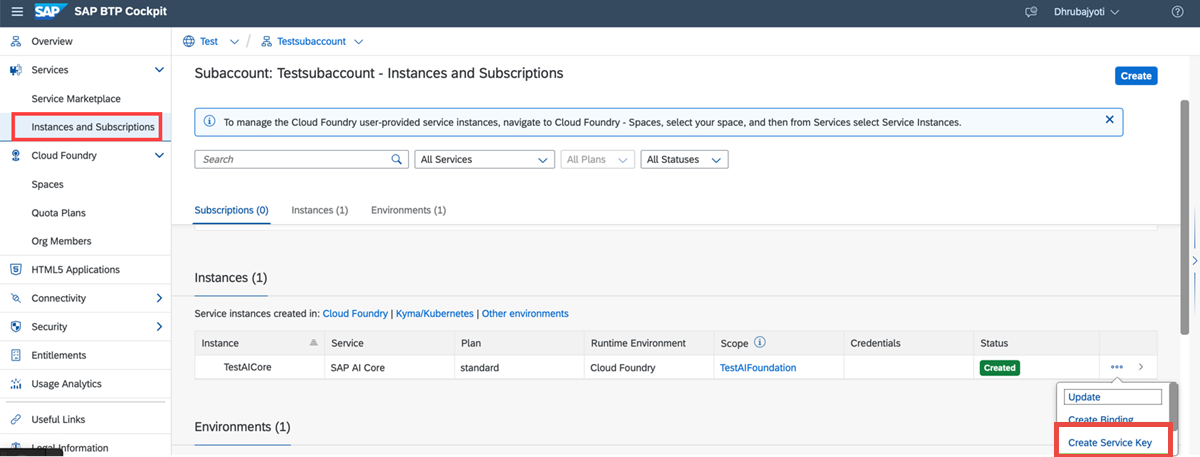 SAP SAP BTP Cockpit Dhrubajyoti
Overview
Services
Service Marketplace
Instances and Subscriptions
Cloud Foundry
Spaces
Quota Plans
Org Members
HTML5 Applications
Connectivity
Security
Entitlements
Usage Analytics
Useful Links
Legal Information
Test / Testsubaccount
Subaccount: Testsubaccount - Instances and Subscriptions
Create
To manage the Cloud Foundry user-provided service instances, navigate to Cloud Foundry - Spaces, select your space, and then from Services select Service Instances.
Search All Services All Plans All Statuses
Subscriptions (0) Instances (1) Environments (1)
Instances (1)
Service instances created in: Cloud Foundry | Kyma/Kubernetes | Other environments
Instance Service Plan Runtime Environment Scope Credentials Status
TestAICore SAP AI Core standard Cloud Foundry TestAIFoundation Created
Update
Create Binding
Create Service Key
Environments (1)